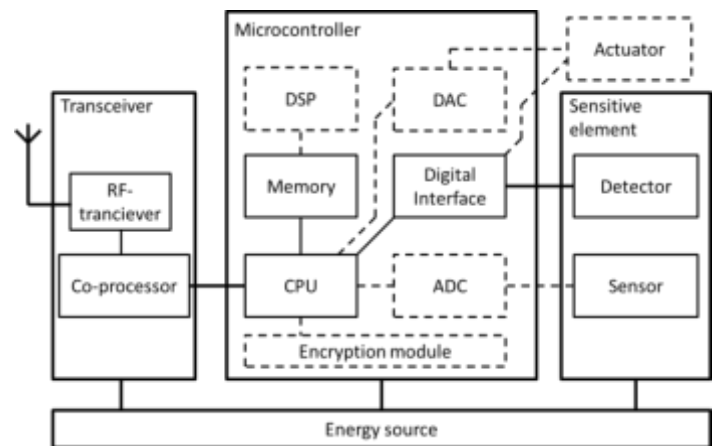 Microcontroller
Actuator
Transceiver
DSP
DAC
Sensitive
element
RF-
tranciever
Memory
Digital
Interface
Detector
Co-processor
CPU
ADC
Sensor
Encryption module
Energy source